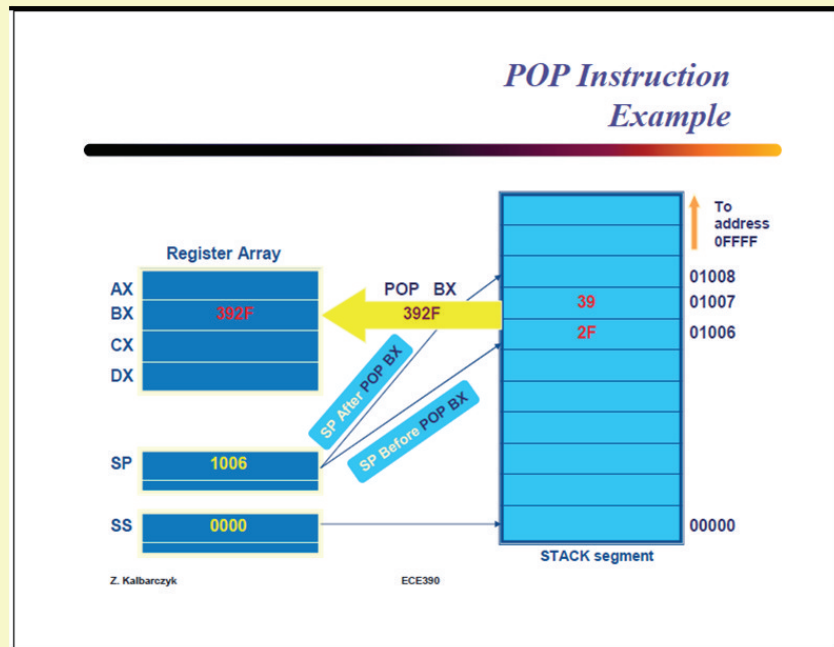 POP Instruction
Example
To
address
0FFFF
Register Array
AX
BX
CX
DX
392F
POP BX
392F
39
2F
01008
01007
01006
SP After POP BX
SP Before POP BX
SP
1006
SS
0000
00000
STACK segment
Z. Kalbarczyk
ECE390